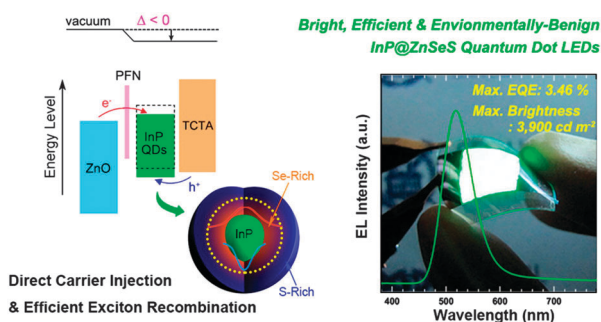 vacuum
Δ < 0
Energy Level
PFN
e-
ZnO
InP
QDs
TCTA
h+
InP
Se-Rich
S-Rich
Direct Carrier Injection
& Efficient Exciton Recombination
Bright, Efficient & Envionmentally-Benign
InP@ZnSeS Quantum Dot LEDs
Max. EQE: 3.46 %
Max. Brightness
: 3,900 cd m-2
EL Intensity (a.u.)
400 500 600 700
Wavelength (nm)